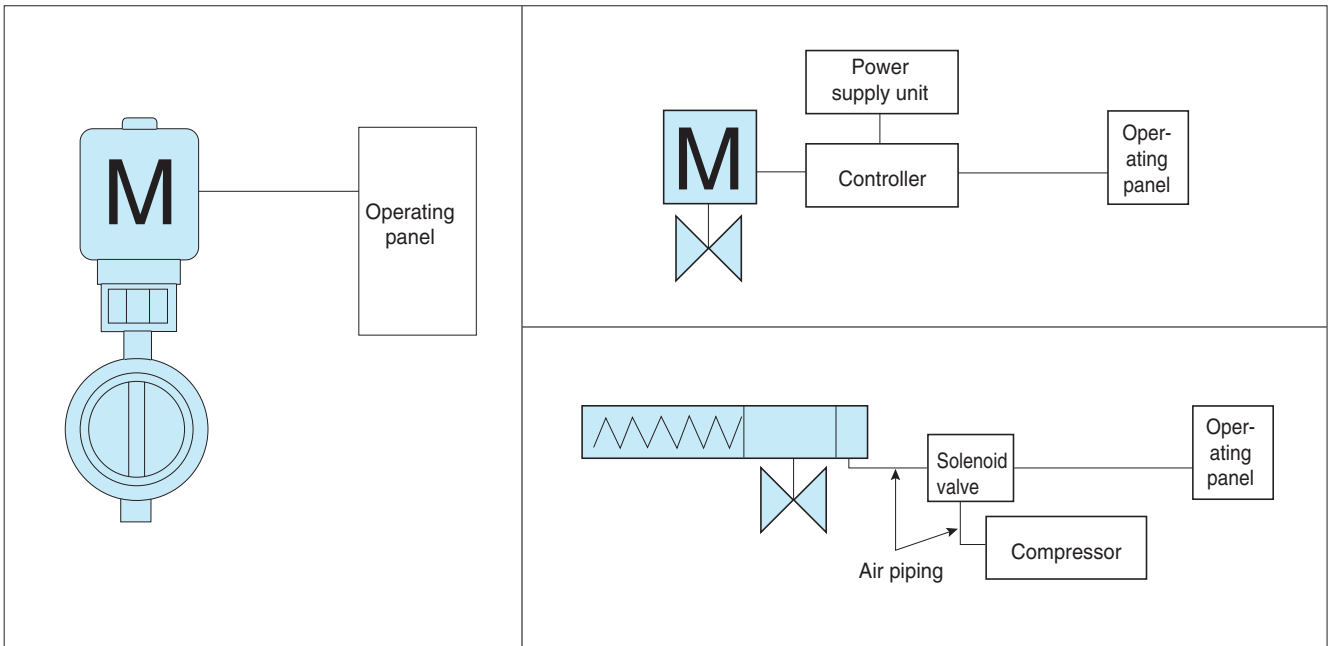 M
Operating
panel
Power
supply unit
M
Controller
Oper-
ating
panel
Solenoid
valve
Oper-
ating
panel
Compressor
Air piping